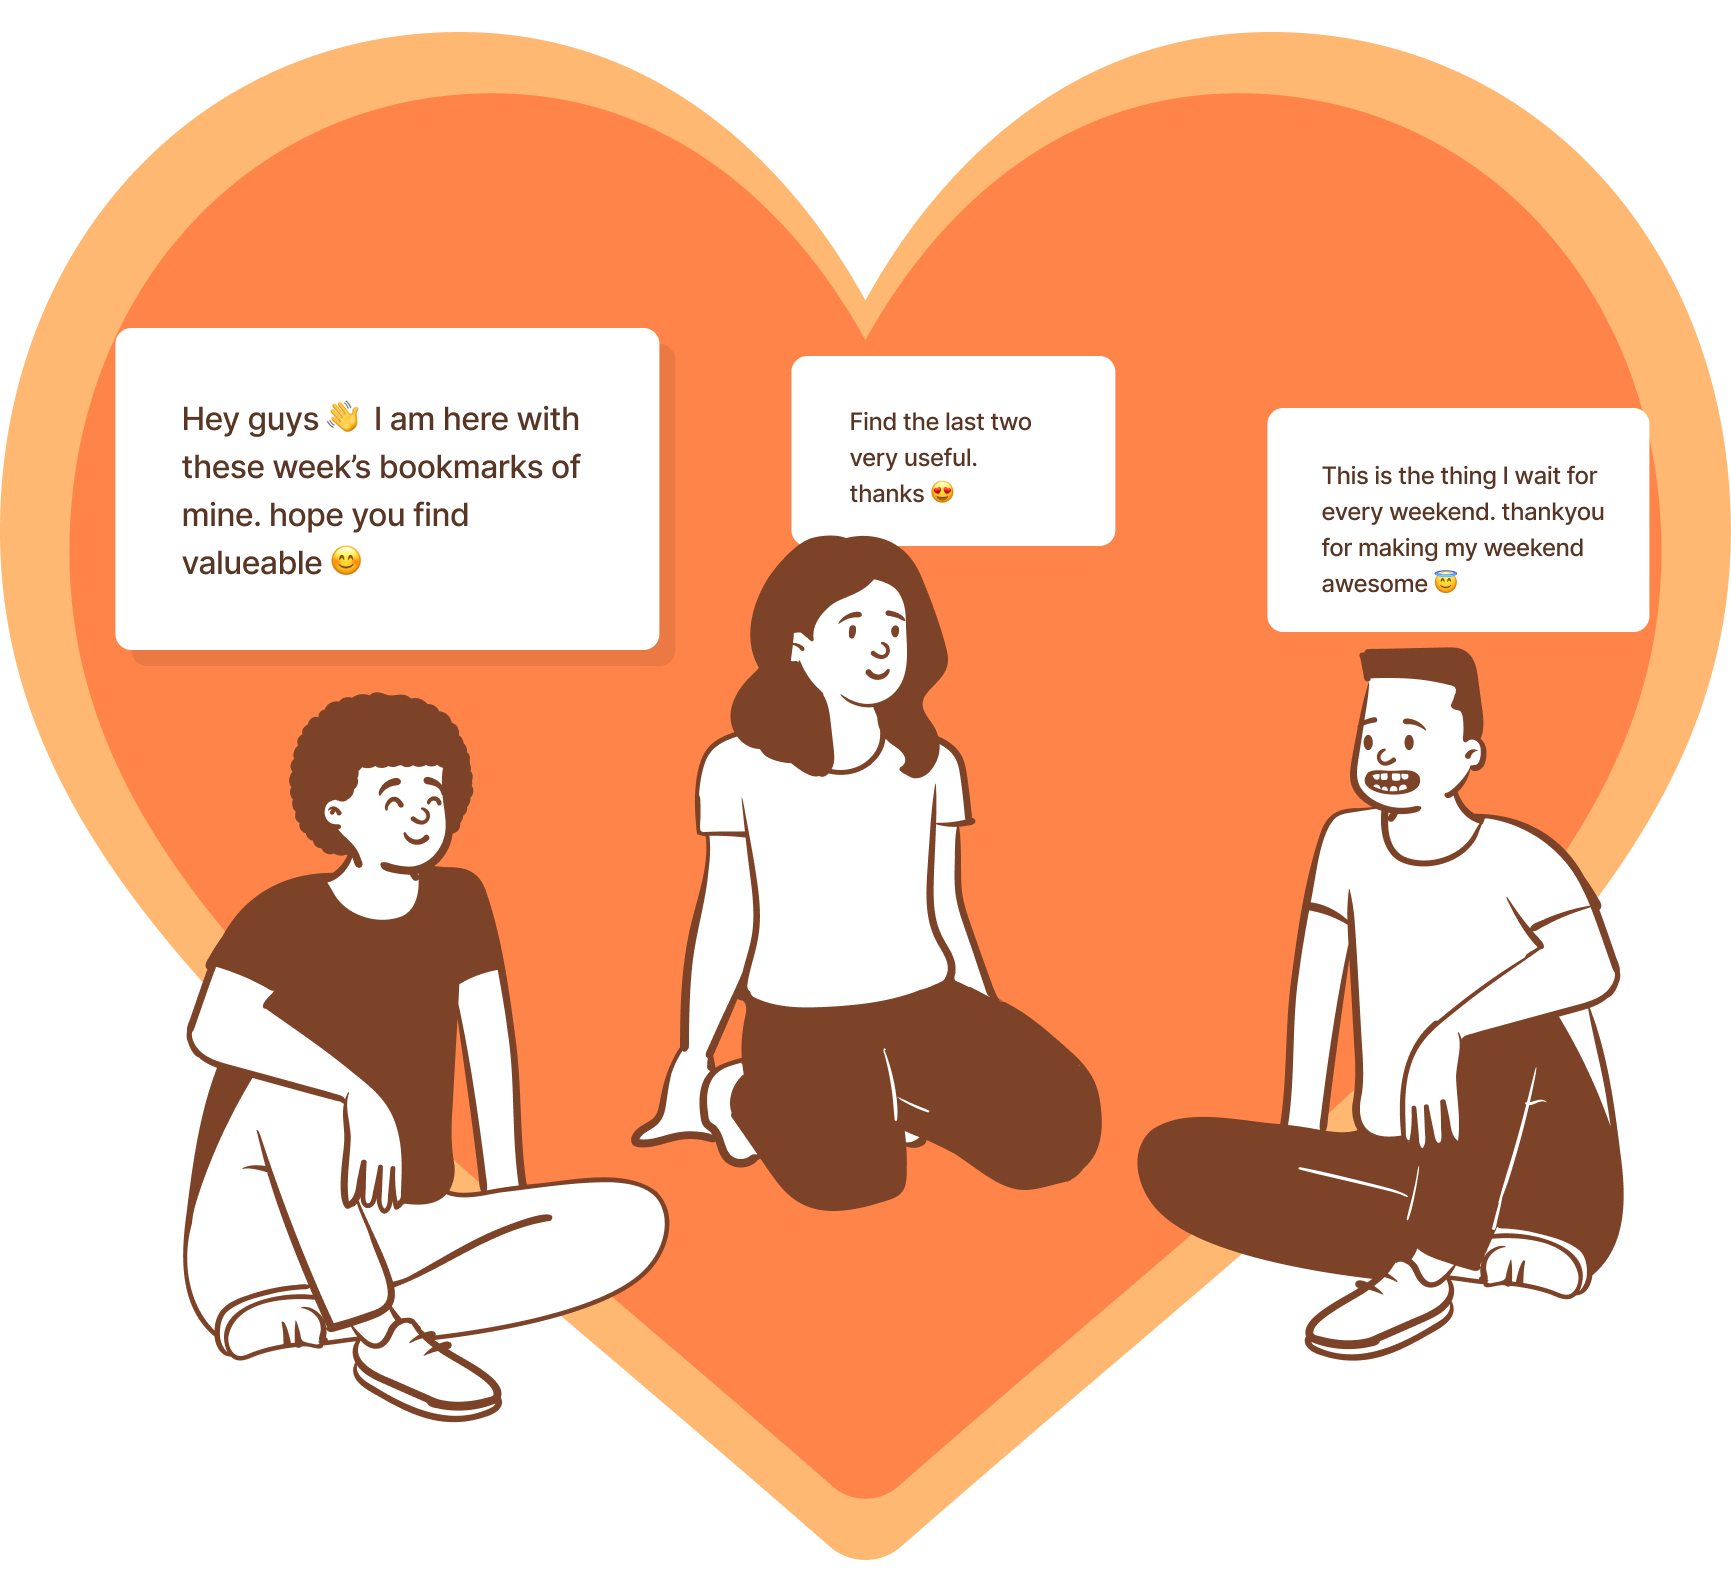 Hey guys 👋 I am here with
these week’s bookmarks of
mine. hope you find
valueable 😊
Find the last two
very useful.
thanks 😍
This is the thing I wait for
every weekend. thankyou
for making my weekend
awesome 😇